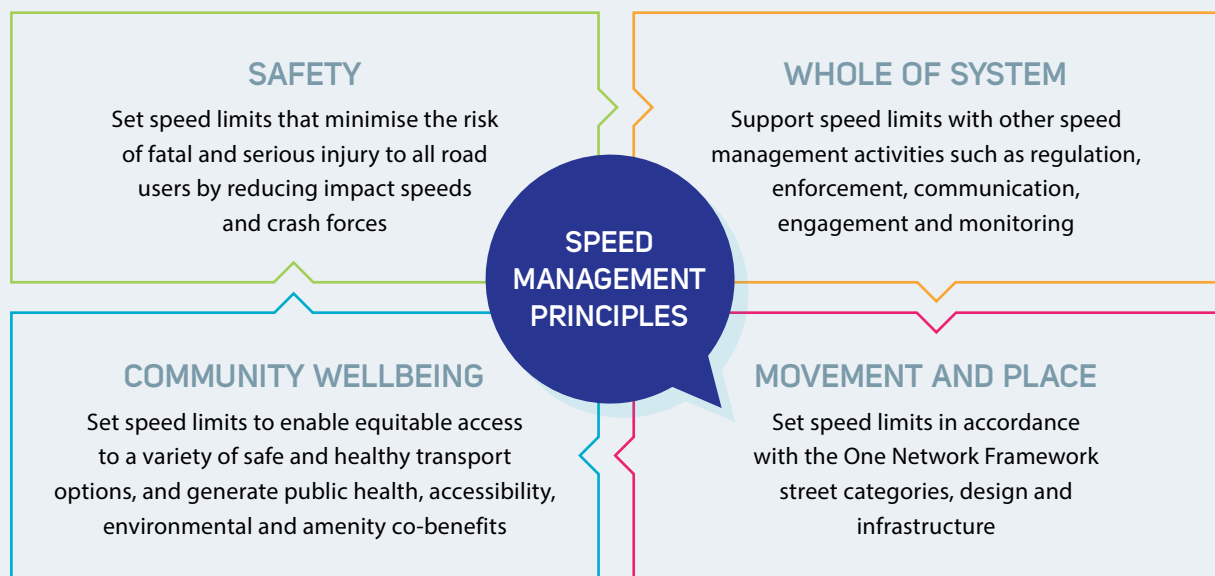 SAFETY
Set speed limits that minimise the risk
of fatal and serious injury to all road
users by reducing impact speeds
and crash forces
WHOLE OF SYSTEM
Support speed limits with other speed
management activities such as regulation,
enforcement, communication,
engagement and monitoring
SPEED
MANAGEMENT
PRINCIPLES
COMMUNITY WELLBEING
Set speed limits to enable equitable access
to a variety of safe and healthy transport
options, and generate public health, accessibility,
environmental and amenity co-benefits
MOVEMENT AND PLACE
Set speed limits in accordance
with the One Network Framework
street categories, design and
infrastructure